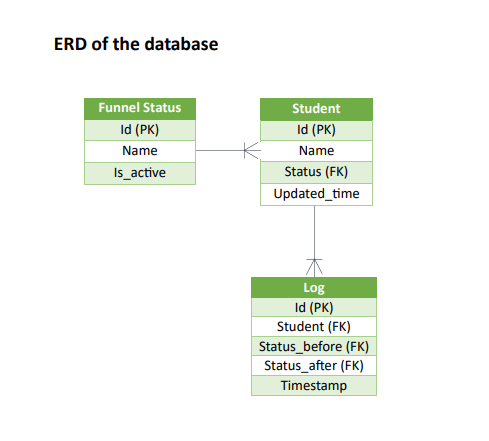 ERD of the database
Funnel Status
Id (PK)
Name
Is_active
Student
Id (PK)
Name
Status (FK)
Updated_time
Log
Id (PK)
Student (FK)
Status_before (FK)
Status_after (FK)
Timestamp